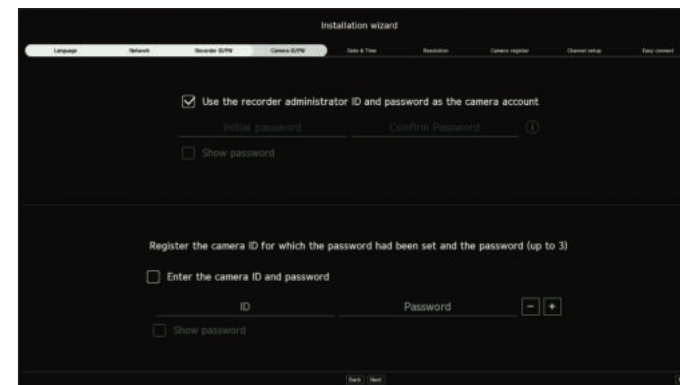 Installation wizard
Language Network Recorder ID/PW Camera ID/PW Date & Time Resolution Camera register Channel setup Easy connect
Use the recorder administrator ID and password as the camera account
Initial password Confirm Password
Show password
Register the camera ID for which the password had been set and the password (up to 3)
Enter the camera ID and password
ID Password - +
Show password
Back Next